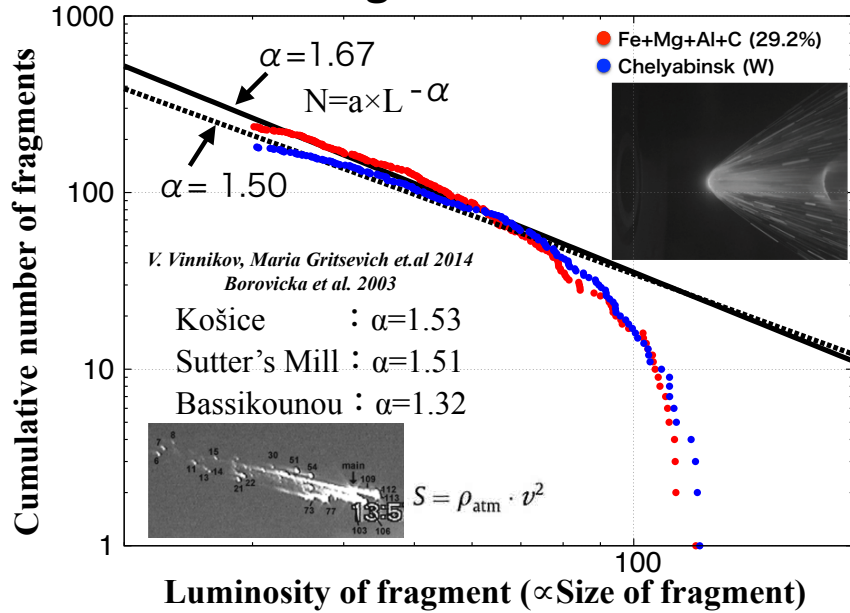 1000
100
10
1
100
Cumulative number of fragments
Luminosity of fragment (∝Size of fragment)
α=1.67
N=a×L -α
α= 1.50
Fe+Mg+Al+C (29.2%)
Chelyabinsk (W)
V. Vinnikov, Maria Gritsevich et.al 2014
Borovicka et al. 2003
Košice : α=1.53
Sutter's Mill : α=1.51
Bassikounou : α=1.32
7 8
6
11
13 14
15
21 22
30 51 54
main
109
112
113
73 77
13:5
103 106
S = ρatm · v²